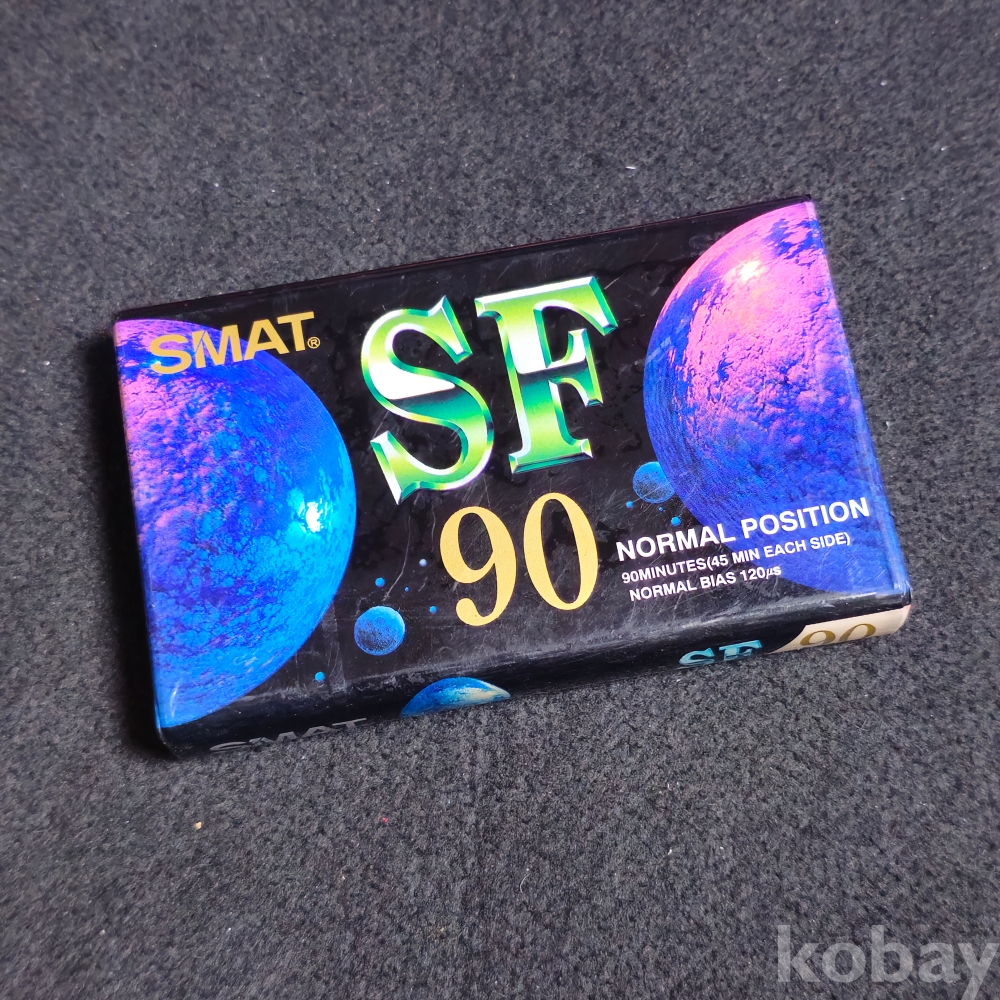 SMAT®
SF
90
NORMAL POSITION
90MINUTES(45 MIN EACH SIDE)
NORMAL BIAS 120µs
SMAT
SF
90
kobay